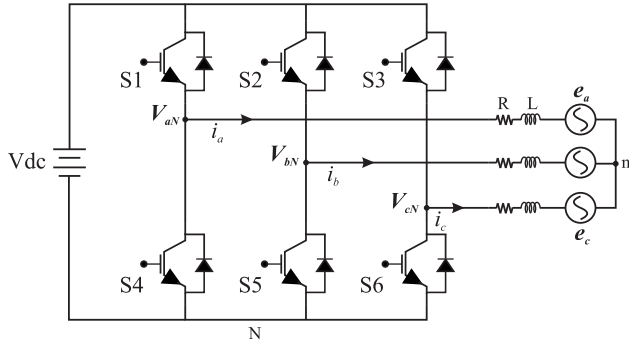 S1
S2
S3
V_aN
i_a
R
L
e_a
Vdc
V_bN
i_b
n
V_cN
i_c
e_c
S4
S5
S6
N